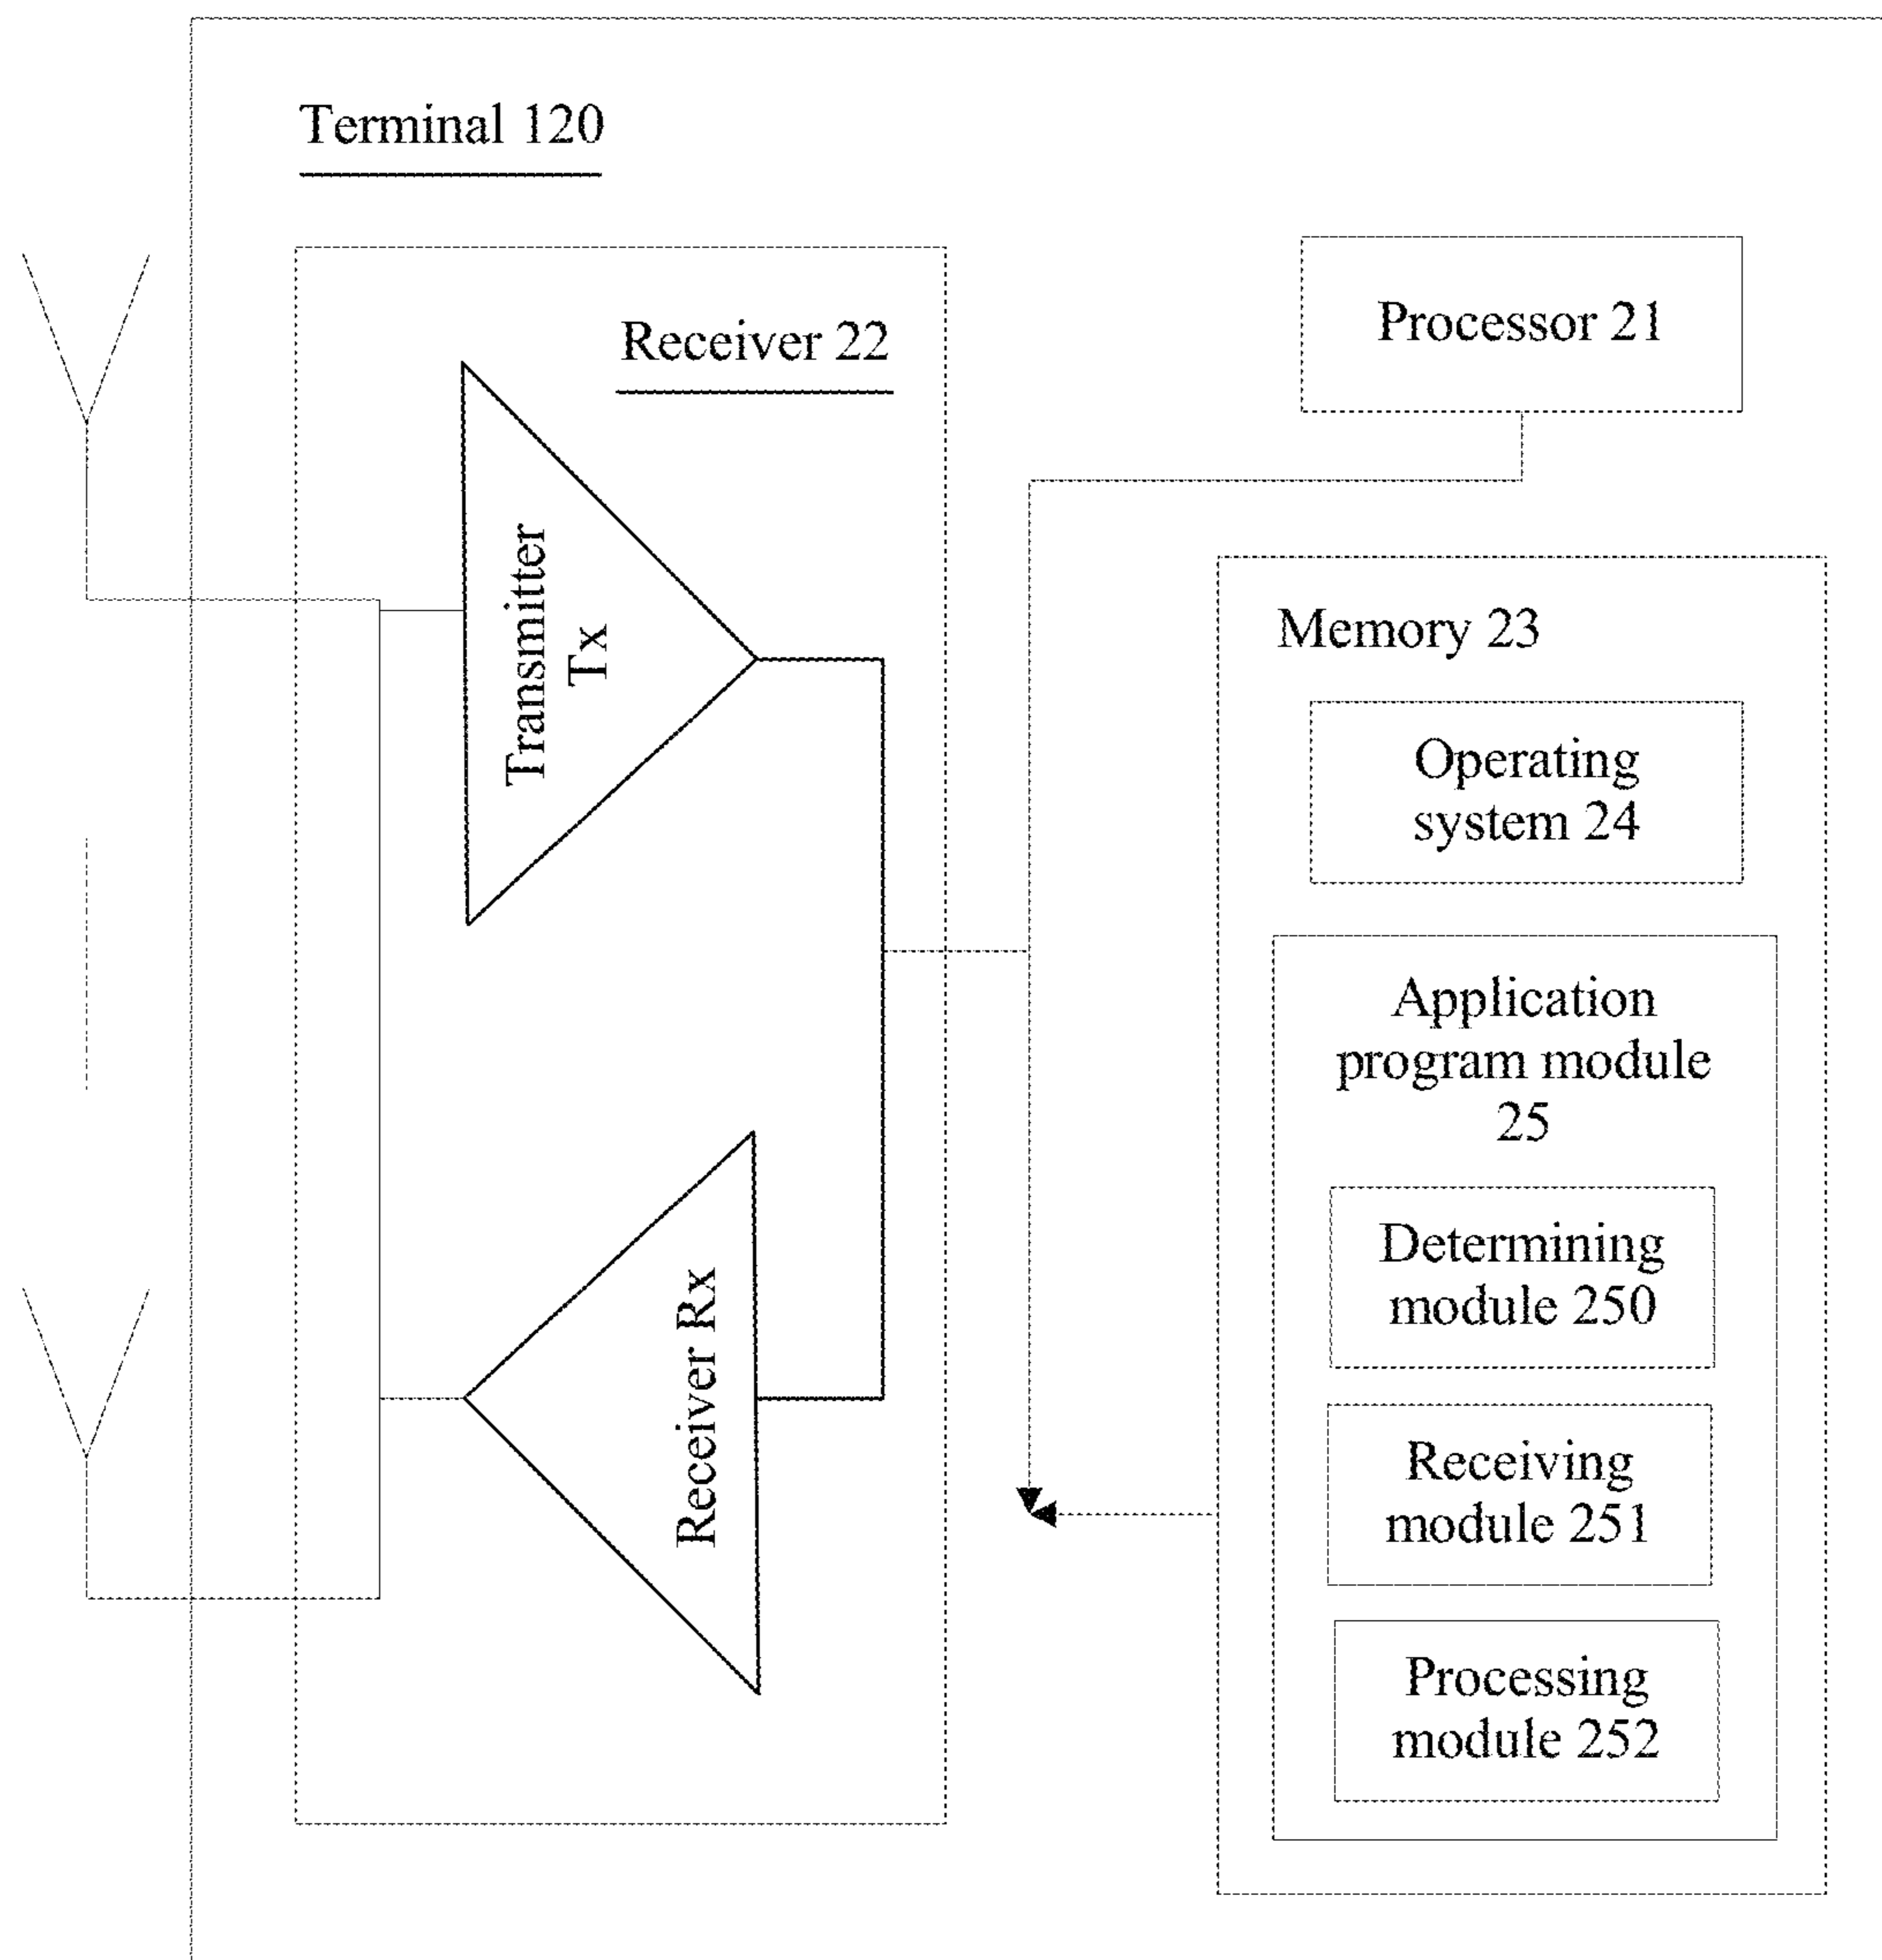 Terminal 120
Receiver 22
Transmitter
Tx
Receiver Rx
Processor 21
Memory 23
Operating
system 24
Application
program module
25
Determining
module 250
Receiving
module 251
Processing
module 252